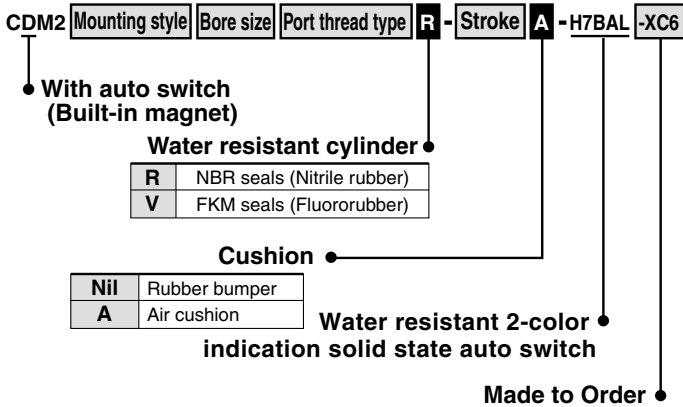 CDM2 Mounting style Bore size Port thread type R - Stroke A - H7BAL -XC6
With auto switch
(Built-in magnet)
Water resistant cylinder
R NBR seals (Nitrile rubber)
V FKM seals (Fluororubber)
Cushion
Nil Rubber bumper
A Air cushion
Water resistant 2-color
indication solid state auto switch
Made to Order